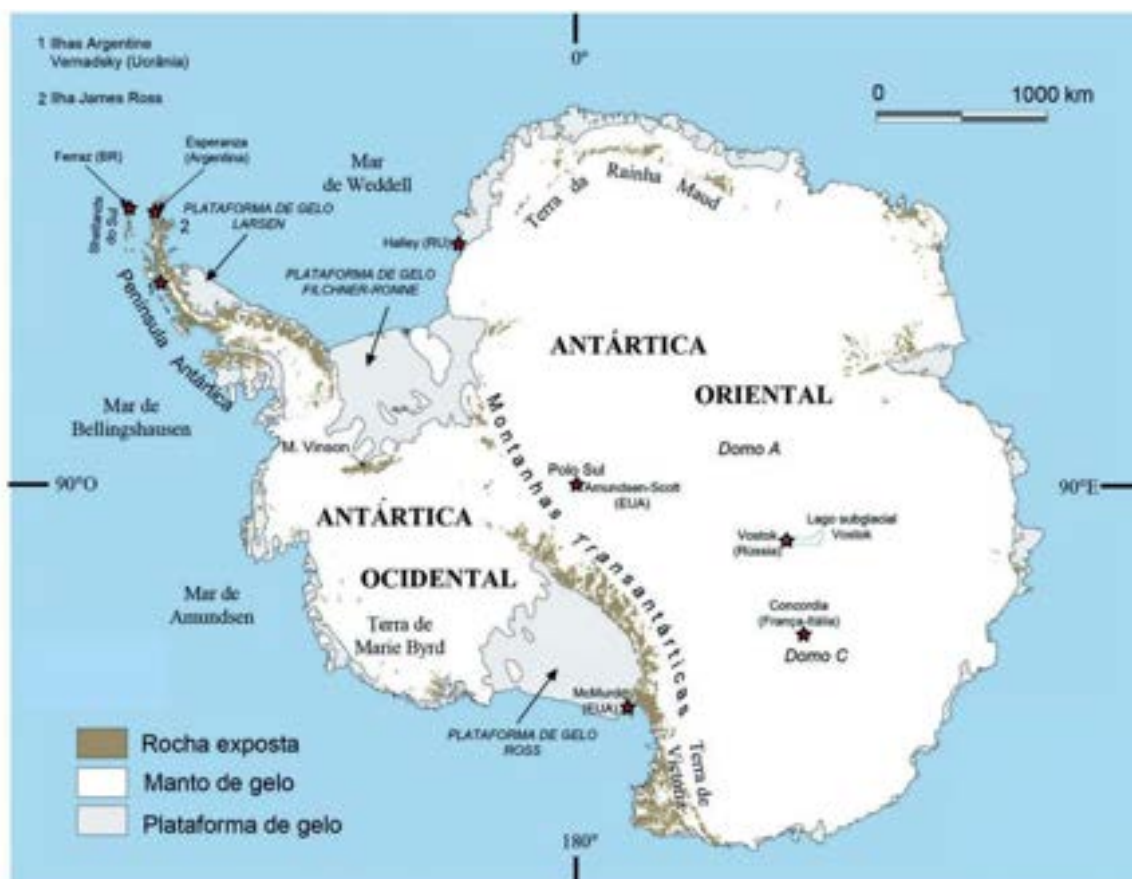 1 Ilhas Argentine
Vernadsky (Ucrânia)
2 Ilha James Ross
0°
0 1000 km
Ferraz (BR)
Esperanza
(Argentina)
Mar
de Weddell
Terra da Rainha Maud
Shetlands
do Sul
PLATAFORMA DE GELO
LARSEN
2
Halley (RU)
PLATAFORMA DE GELO
FILCHNER-RONNE
Península Antártica
ANTÁRTICA
ORIENTAL
Mar de
Bellingshausen
M. Vinson
Domo A
Montanhas Transantárticas
Polo Sul
Amundsen-Scott
(EUA)
90°O
90°E
ANTÁRTICA
OCIDENTAL
Lago subglacial
Vostok
Vostok
(Rússia)
Mar de
Amundsen
Terra de
Marie Byrd
Concordia
(França-Itália)
Domo C
McMurdo
(EUA)
PLATAFORMA DE GELO
ROSS
Terra de
Victoria
Rocha exposta
Manto de gelo
Plataforma de gelo
180°